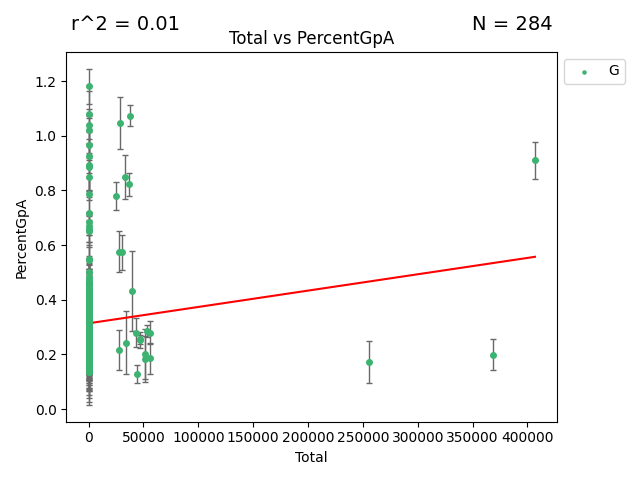 r^2 = 0.01
N = 284
Total vs PercentGpA
G
PercentGpA
1.2
1.0
0.8
0.6
0.4
0.2
0.0
0 50000 100000 150000 200000 250000 300000 350000 400000
Total